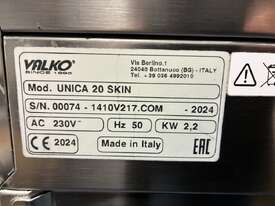 VALKO
SINCE 1990
Via Berlino,1
24040 Bottanuco (BG) - ITALY
Tel. +39 035 4992010
Mod. UNICA 20 SKIN
S/N. 00074 - 1410V217.COM - 2024
AC 230V~ Hz 50 KW 2,2
CE 2024 Made in Italy EAC